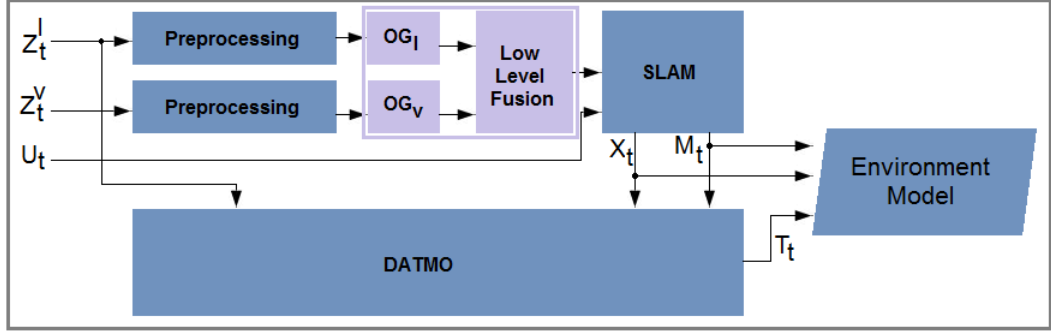 Z_t^l
Preprocessing
OG_l
Low
Level
Fusion
SLAM
Z_t^v
Preprocessing
OG_v
U_t
X_t
M_t
Environment
Model
DATMO
T_t